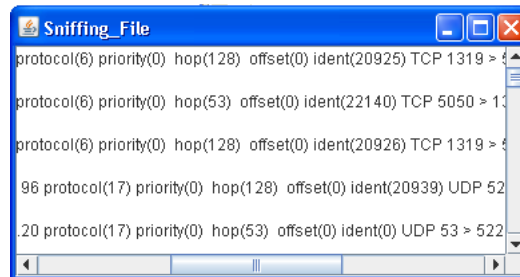 Sniffing_File
protocol(6) priority(0) hop(128) offset(0) ident(20925) TCP 1319 >
protocol(6) priority(0) hop(53) offset(0) ident(22140) TCP 5050 > 13
protocol(6) priority(0) hop(128) offset(0) ident(20926) TCP 1319 >
96 protocol(17) priority(0) hop(128) offset(0) ident(20939) UDP 52
.20 protocol(17) priority(0) hop(53) offset(0) ident(0) UDP 53 > 522